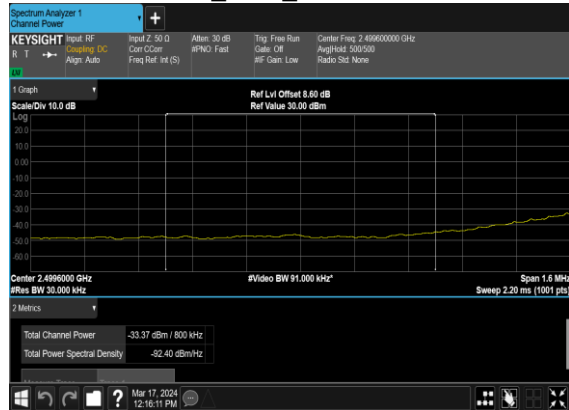 Spectrum Analyzer 1
Channel Power
KEYSIGHT Input: RF Input Z: 50 Ω Atten: 30 dB Trig: Free Run Center Freq: 2.499600000 GHz
R T Coupling: DC Corr CCorr #PNO: Fast Gate: Off Avg|Hold: 500/500
Align: Auto Freq Ref: Int (S) #IF Gain: Low Radio Std: None
1 Graph
Ref Lvl Offset 8.60 dB
Scale/Div 10.0 dB Ref Value 30.00 dBm
Log
20.0
10.0
0.00
-10.0
-20.0
-30.0
-40.0
-50.0
-60.0
Center 2.4996000 GHz #Video BW 91.000 kHz* Span 1.6 MHz
#Res BW 30.000 kHz Sweep 2.20 ms (1001 pts)
2 Metrics
Total Channel Power -33.37 dBm / 800 kHz
Total Power Spectral Density -92.40 dBm/Hz
Mar 17, 2024
12:16:11 PM